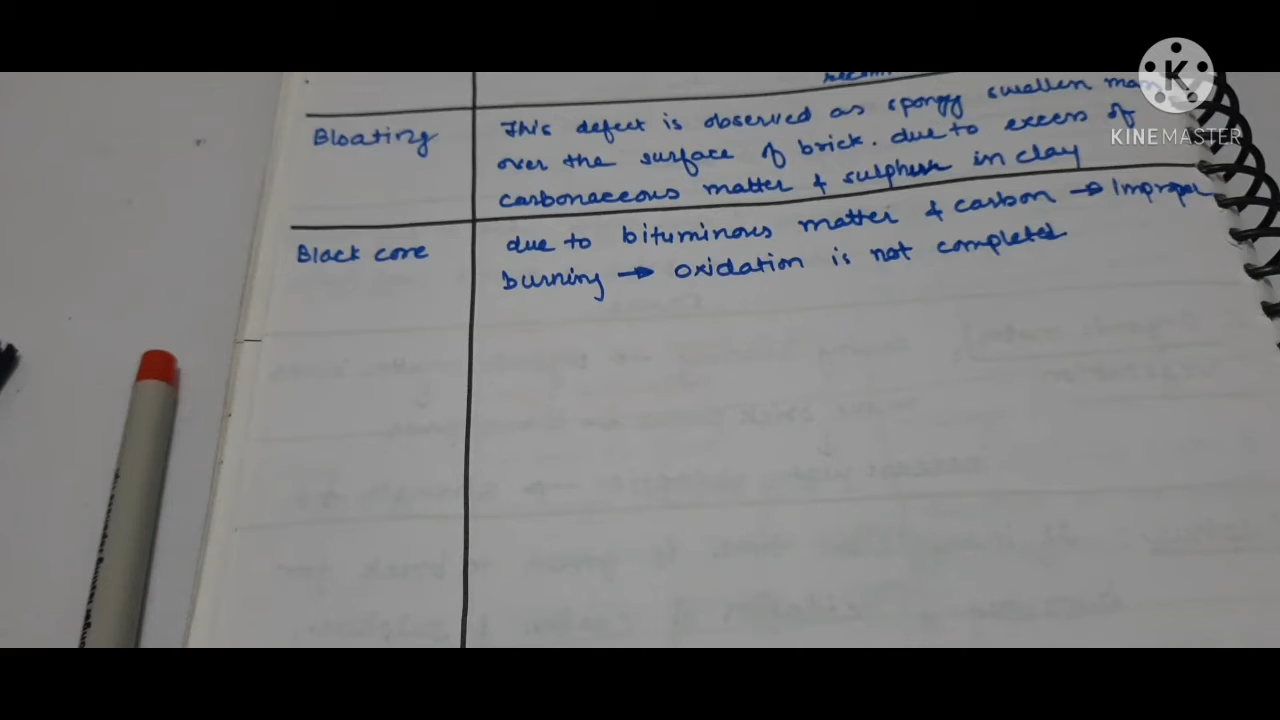 KINEMASTER
Bloating
This defect is observed as spongy swollen mass
over the surface of brick. due to excess of
carbonaceous matter & sulphur in clay
Black core
due to bituminous matter & carbon → Improper
burning → oxidation is not completed